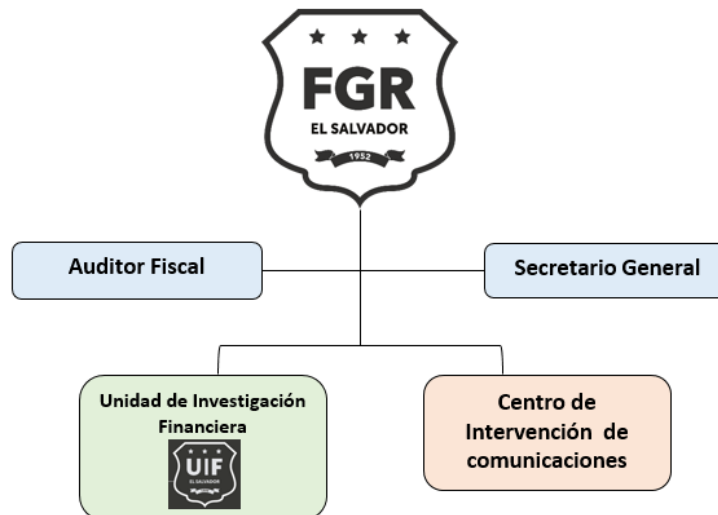 FGR
EL SALVADOR
1952
Auditor Fiscal
Secretario General
Unidad de Investigación
Financiera
UIF
EL SALVADOR
Centro de
Intervención de
comunicaciones